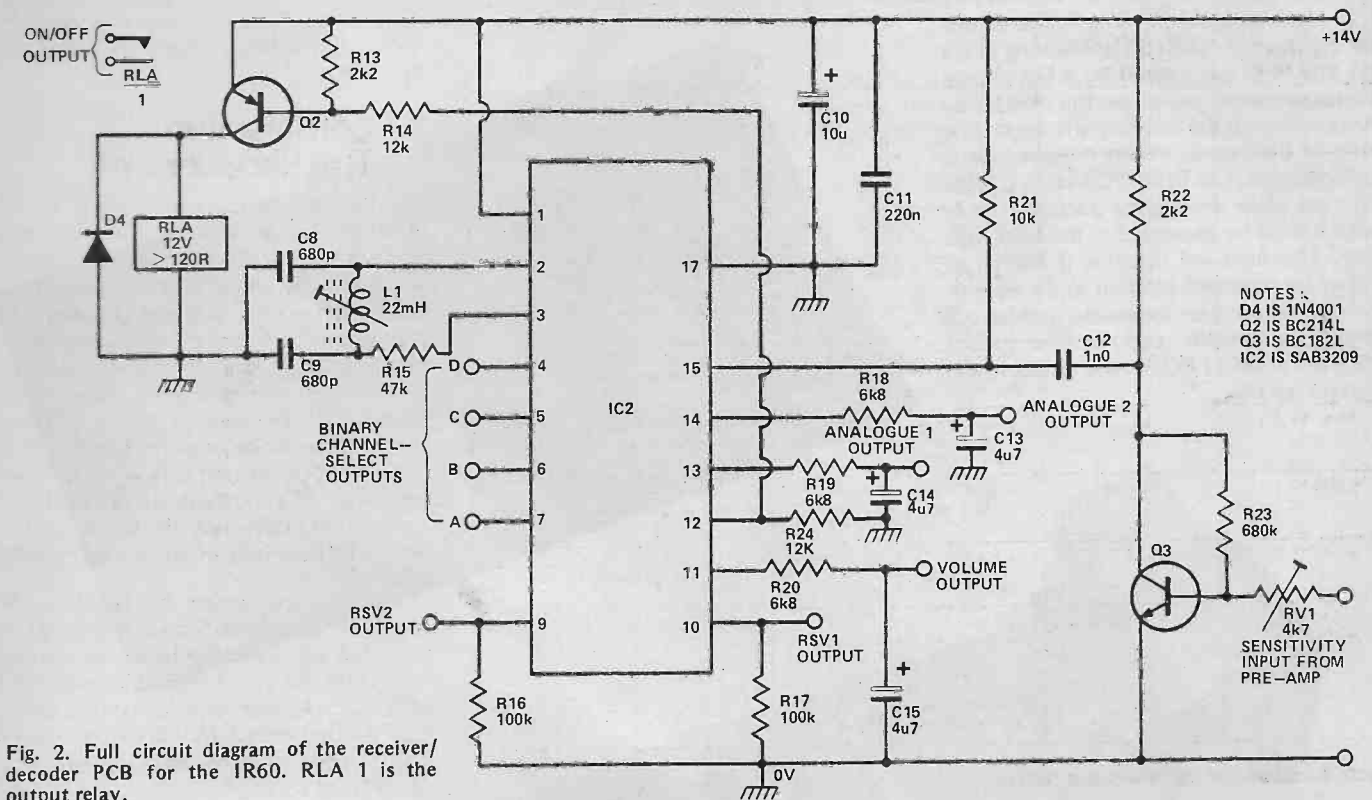 ON/OFF
OUTPUT
RLA
1
R13
2k2
Q2
R14
12k
D4
RLA
12V
> 120R
C8
680p
L1
22mH
C9
680p
R15
47k
BINARY
CHANNEL–
SELECT
OUTPUTS
D
C
B
A
RSV2
OUTPUT
R16
100k
1
2
3
4
5
6
7
9
IC2
17
15
14
13
12
11
10
+
C10
10u
C11
220n
R21
10k
R22
2k2
+14V
NOTES :
D4 IS 1N4001
Q2 IS BC214L
Q3 IS BC182L
IC2 IS SAB3209
C12
1n0
R18
6k8
ANALOGUE 2
OUTPUT
+
C13
4u7
ANALOGUE 1
OUTPUT
R19
6k8
+
C14
4u7
R24
12K
R20
6k8
VOLUME
OUTPUT
RSV1
OUTPUT
R17
100k
+
C15
4u7
R23
680k
Q3
RV1
4k7
SENSITIVITY
INPUT FROM
PRE–AMP
0V
Fig. 2. Full circuit diagram of the receiver/
decoder PCB for the IR60. RLA 1 is the
output relay.